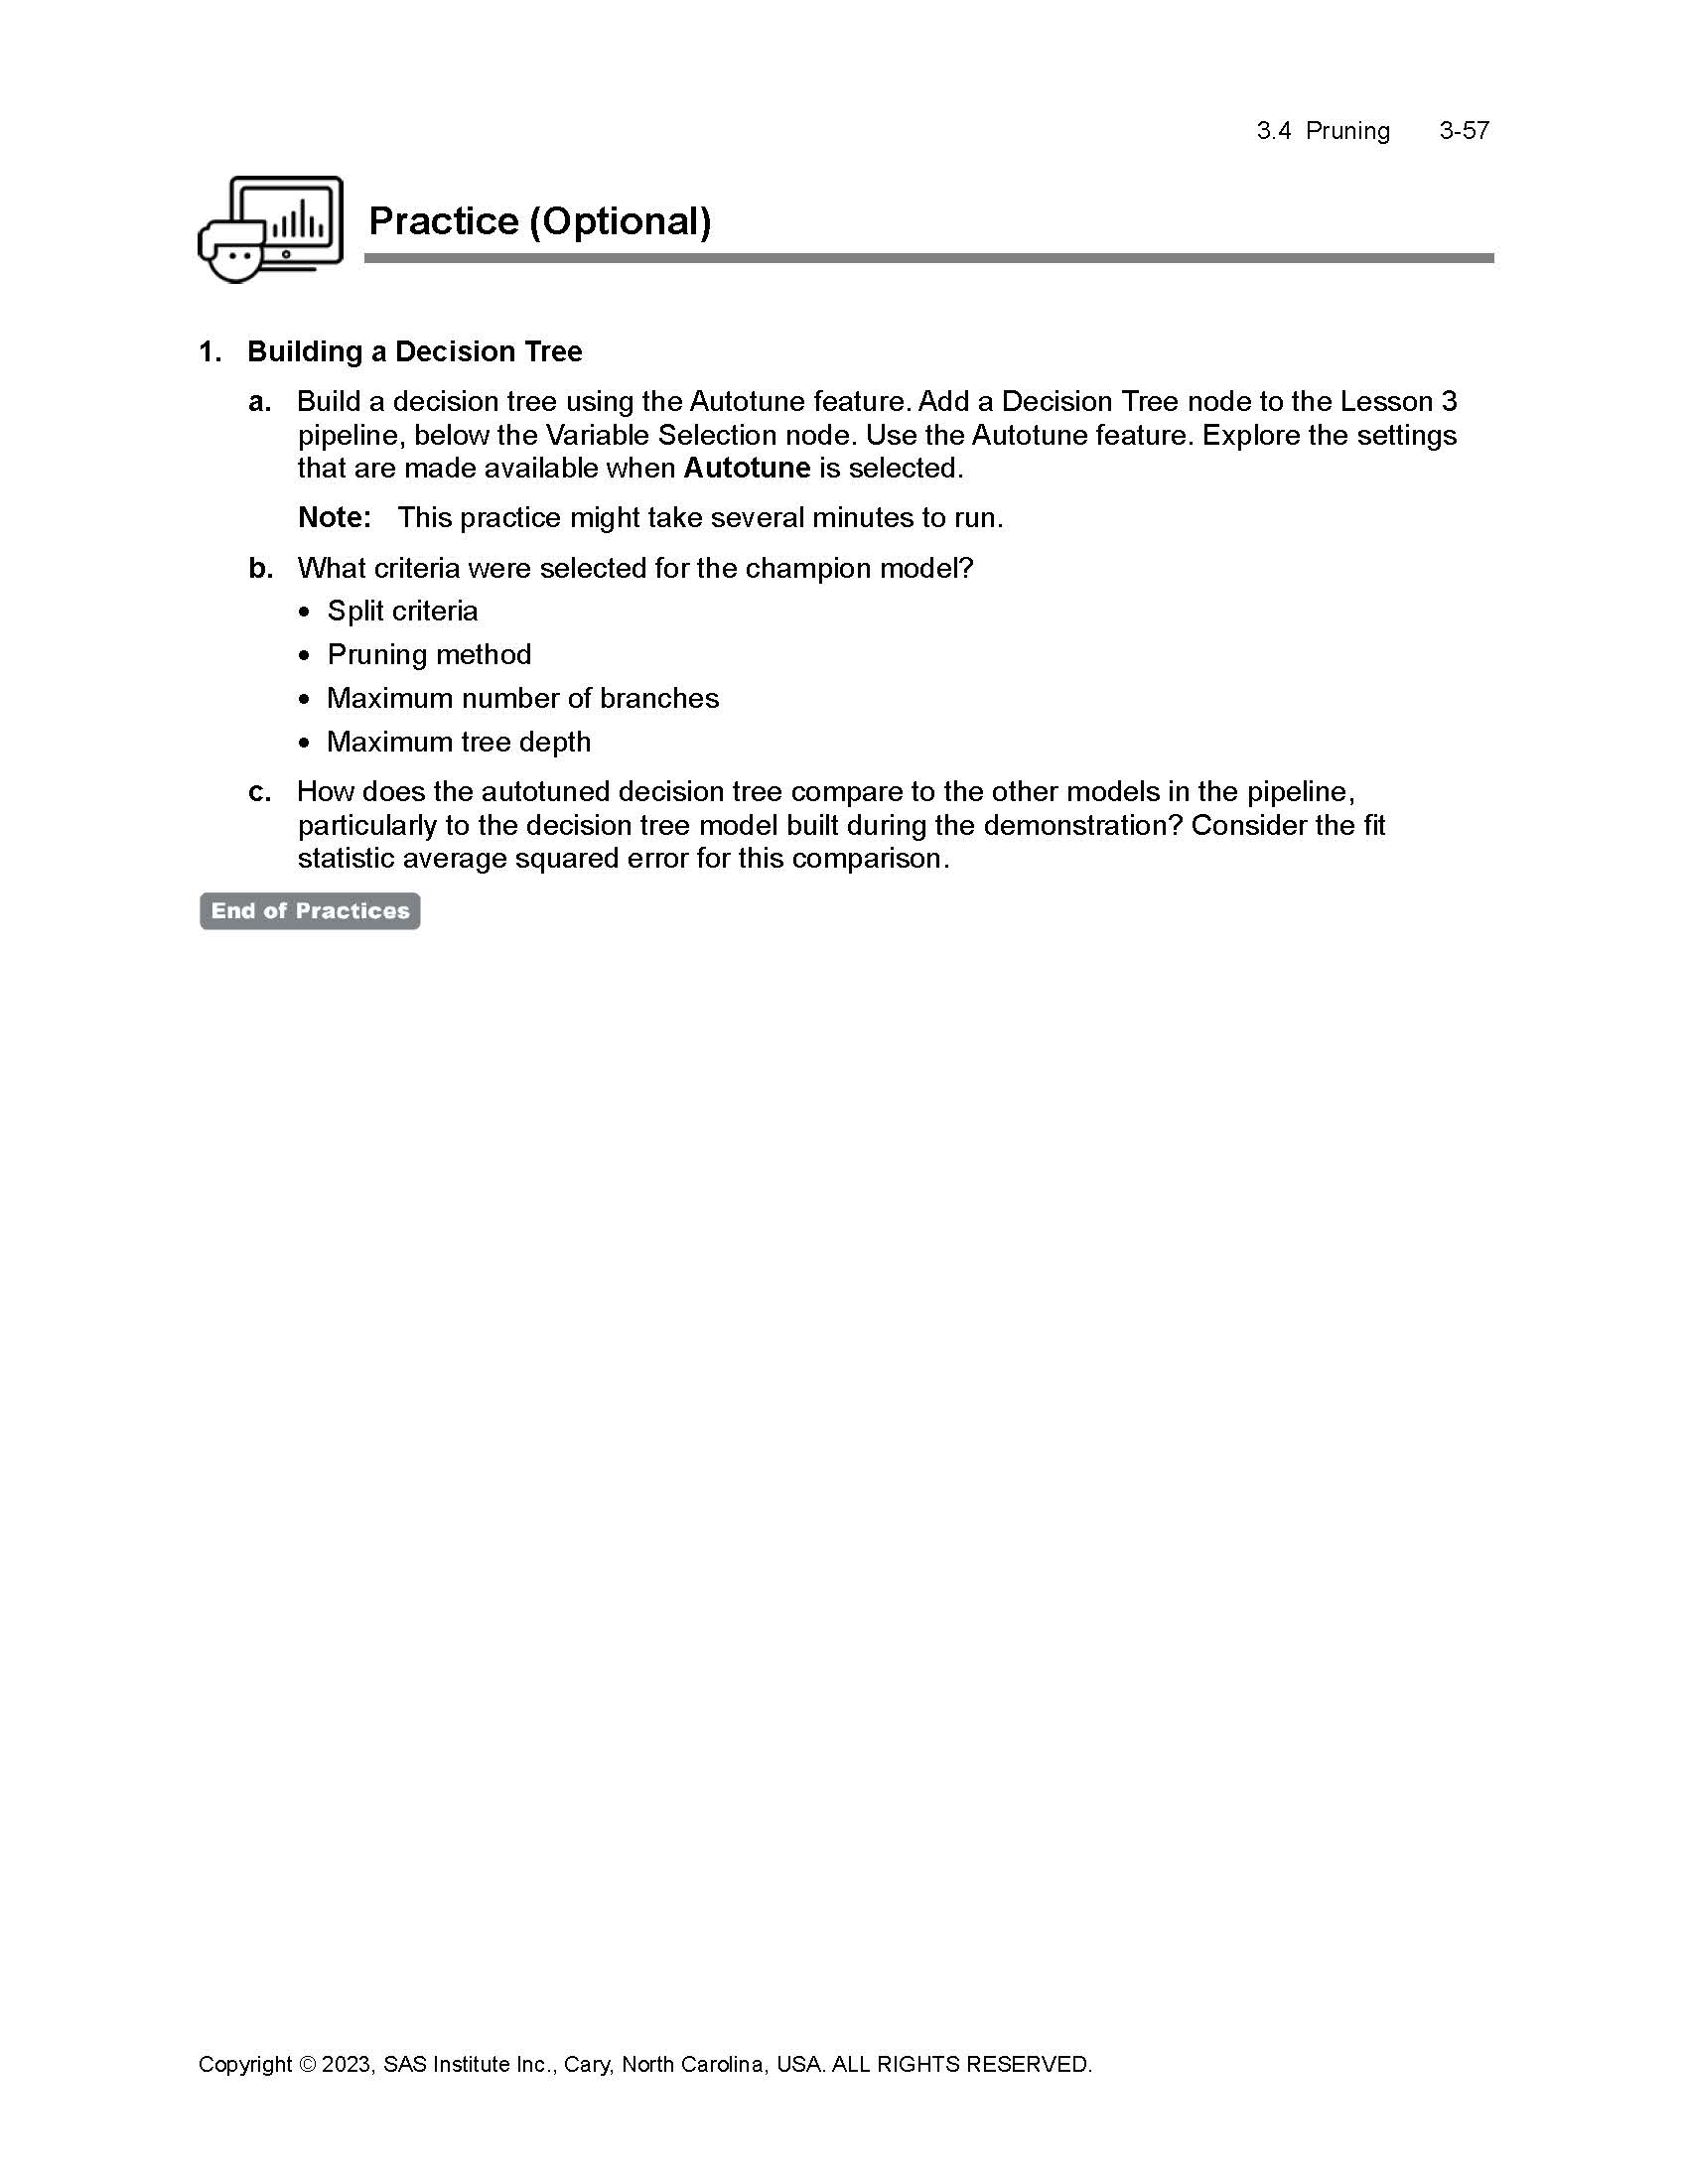 3.4 Pruning 3-57
Practice (Optional)
1. Building a Decision Tree
a. Build a decision tree using the Autotune feature. Add a Decision Tree node to the Lesson 3
pipeline, below the Variable Selection node. Use the Autotune feature. Explore the settings
that are made available when Autotune is selected.
Note: This practice might take several minutes to run.
b. What criteria were selected for the champion model?
• Split criteria
• Pruning method
• Maximum number of branches
• Maximum tree depth
c. How does the autotuned decision tree compare to the other models in the pipeline,
particularly to the decision tree model built during the demonstration? Consider the fit
statistic average squared error for this comparison.
End of Practices
Copyright © 2023, SAS Institute Inc., Cary, North Carolina, USA. ALL RIGHTS RESERVED.